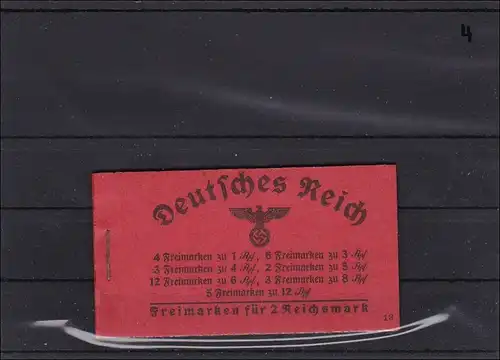 4
Deutsches Reich
4 Freimarken zu 1 Rpf, 6 Freimarken zu 3 Rpf
3 Freimarken zu 4 Rpf, 2 Freimarken zu 5 Rpf
12 Freimarken zu 6 Rpf, 3 Freimarken zu 8 Rpf
5 Freimarken zu 12 Rpf
Freimarken für 2 Reichsmark